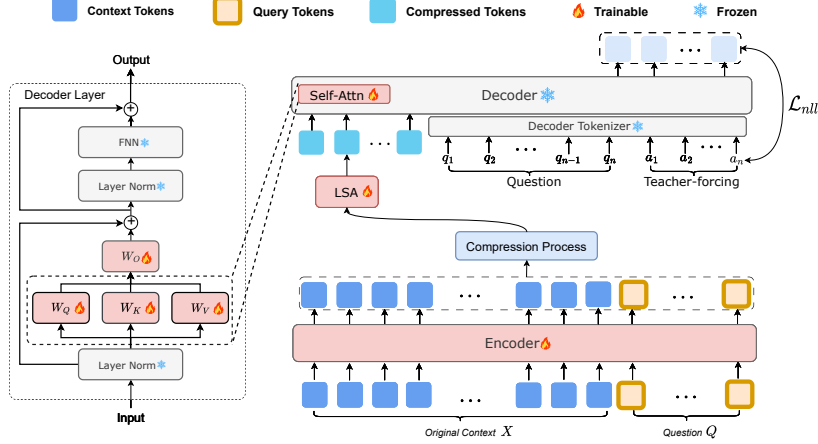 Context Tokens Query Tokens Compressed Tokens Trainable Frozen
Output
Decoder Layer
FNN
Layer Norm
W_O
W_Q W_K W_V
Layer Norm
Input
Self-Attn Decoder
Decoder Tokenizer
q_1 q_2 ... q_{n-1} q_n a_1 a_2 ... a_n
Question Teacher-forcing
ℒ_{nll}
LSA
Compression Process
Encoder
Original Context X Question Q